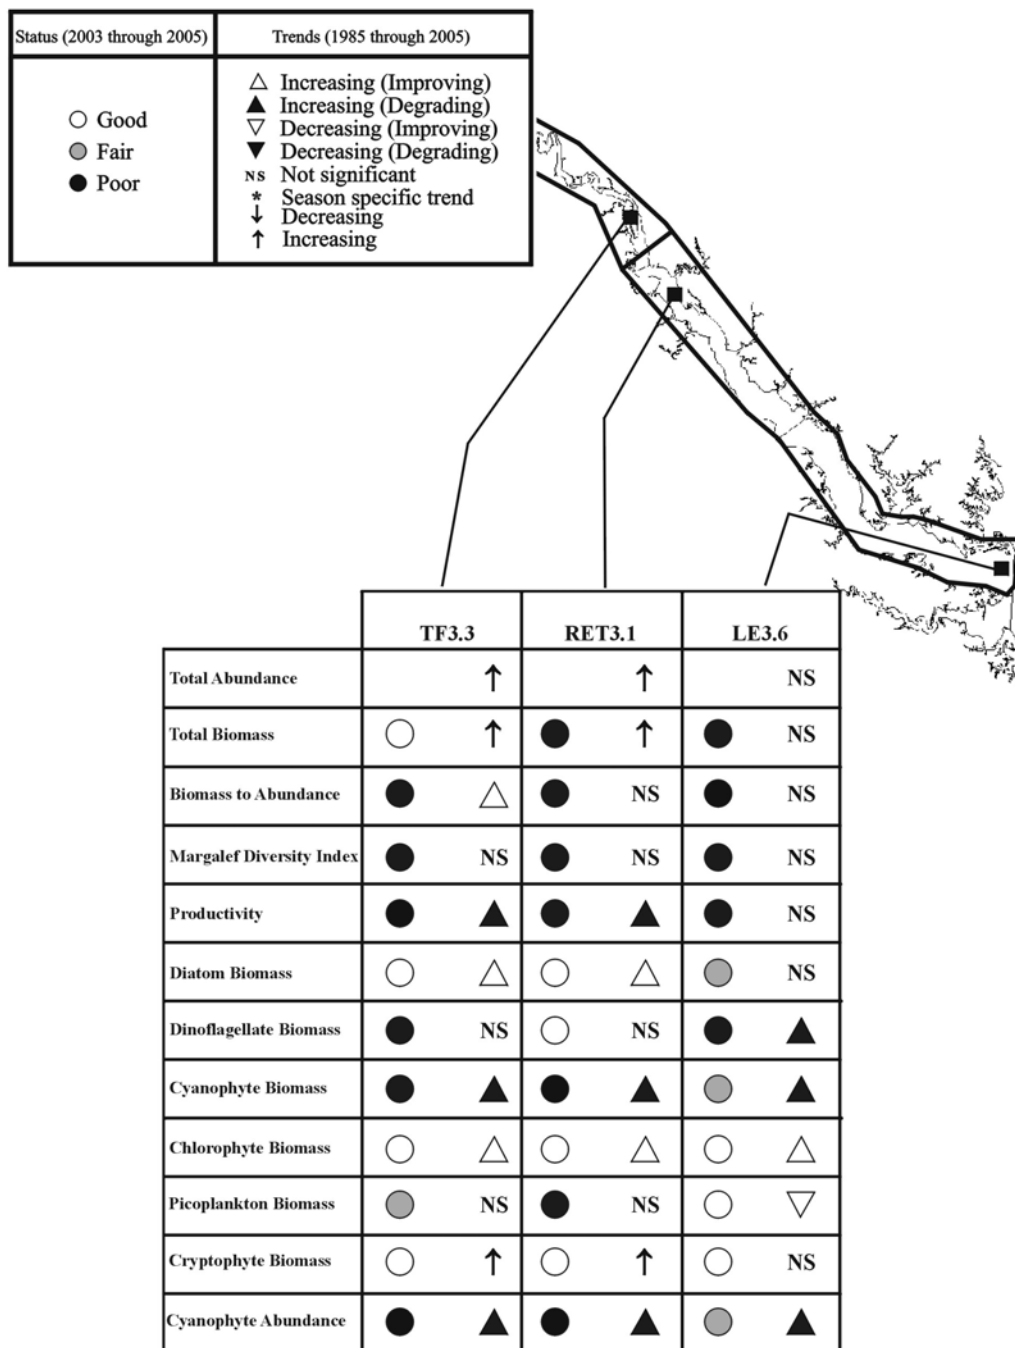 Status (2003 through 2005) Trends (1985 through 2005)
Good
Fair
Poor
△ Increasing (Improving)
▲ Increasing (Degrading)
▽ Decreasing (Improving)
▼ Decreasing (Degrading)
NS Not significant
* Season specific trend
↓ Decreasing
↑ Increasing
TF3.3 RET3.1 LE3.6
Total Abundance ↑ ↑ NS
Total Biomass ↑ ↑ NS
Biomass to Abundance △ NS NS
Margalef Diversity Index NS NS NS
Productivity ▲ ▲ NS
Diatom Biomass △ △ NS
Dinoflagellate Biomass NS NS ▲
Cyanophyte Biomass ▲ ▲ ▲
Chlorophyte Biomass △ △ △
Picoplankton Biomass NS NS ▽
Cryptophyte Biomass ↑ ↑ NS
Cyanophyte Abundance ▲ ▲ ▲